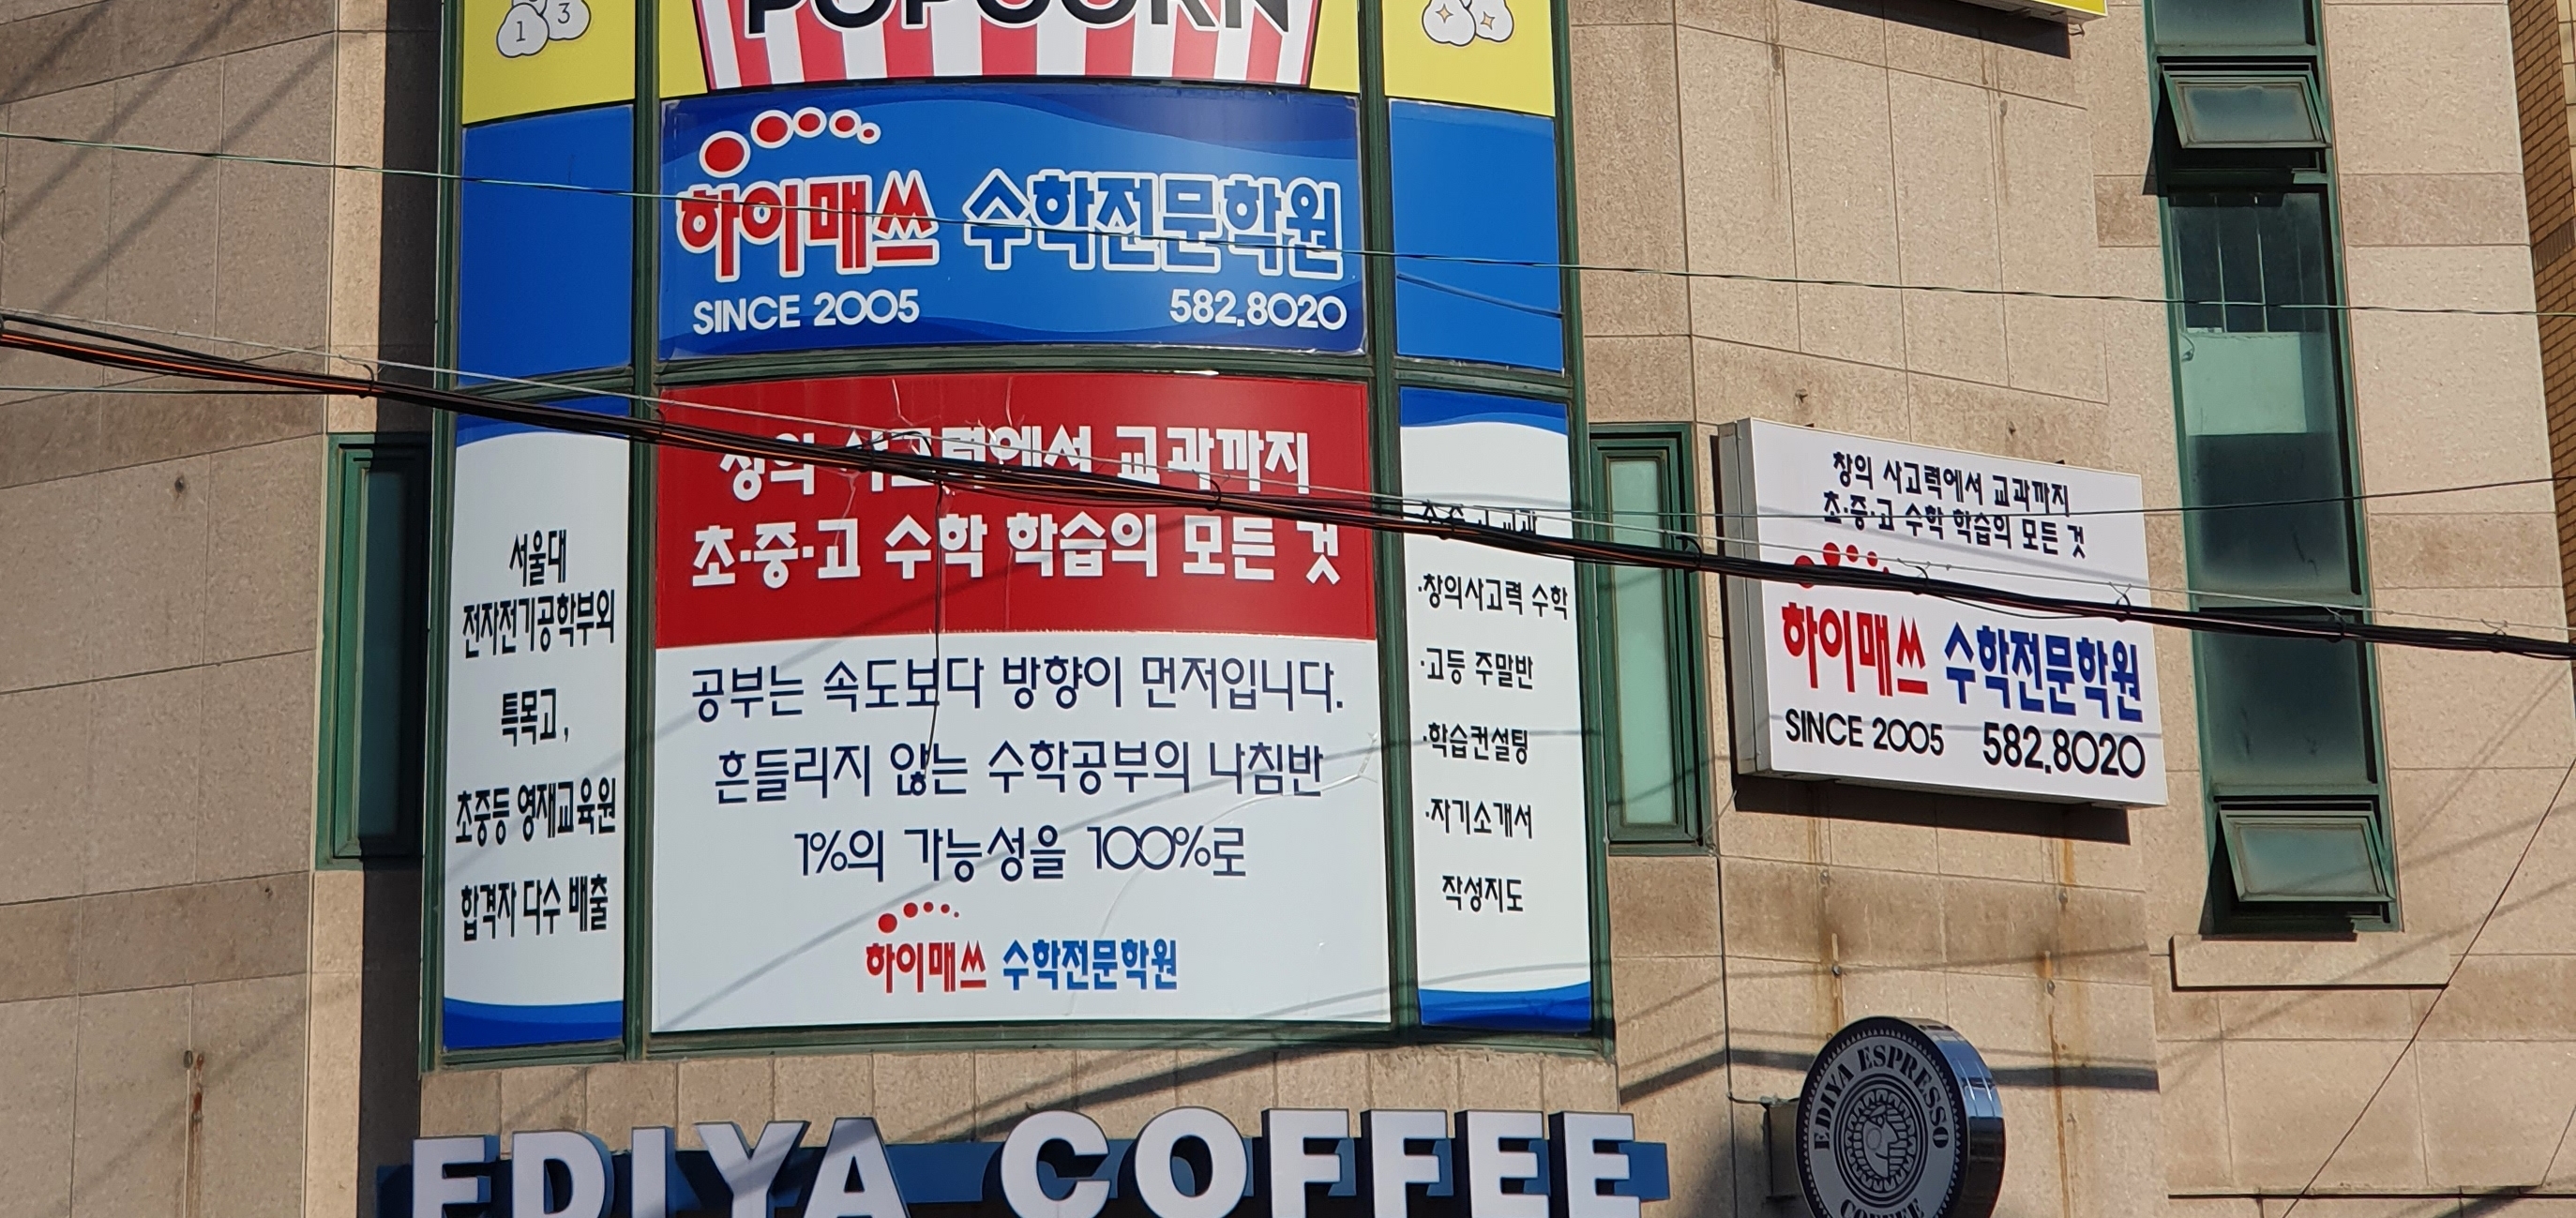 1 3
POPCORN
하이매쓰 수학전문학원
SINCE 2005 582.8020
창의 사고력에서 교과까지
초·중·고 수학 학습의 모든 것
공부는 속도보다 방향이 먼저입니다.
흔들리지 않는 수학공부의 나침반
1%의 가능성을 100%로
하이매쓰 수학전문학원
서울대
전자전기공학부외
특목고,
초중등 영재교육원
합격자 다수 배출
·창의사고력 수학
·고등 주말반
·학습컨설팅
·자기소개서
작성지도
창의 사고력에서 교과까지
초·중·고 수학 학습의 모든 것
하이매쓰 수학전문학원
SINCE 2005 582.8020
EDIYA COFFEE
EDIYA ESPRESSO
COFFEE